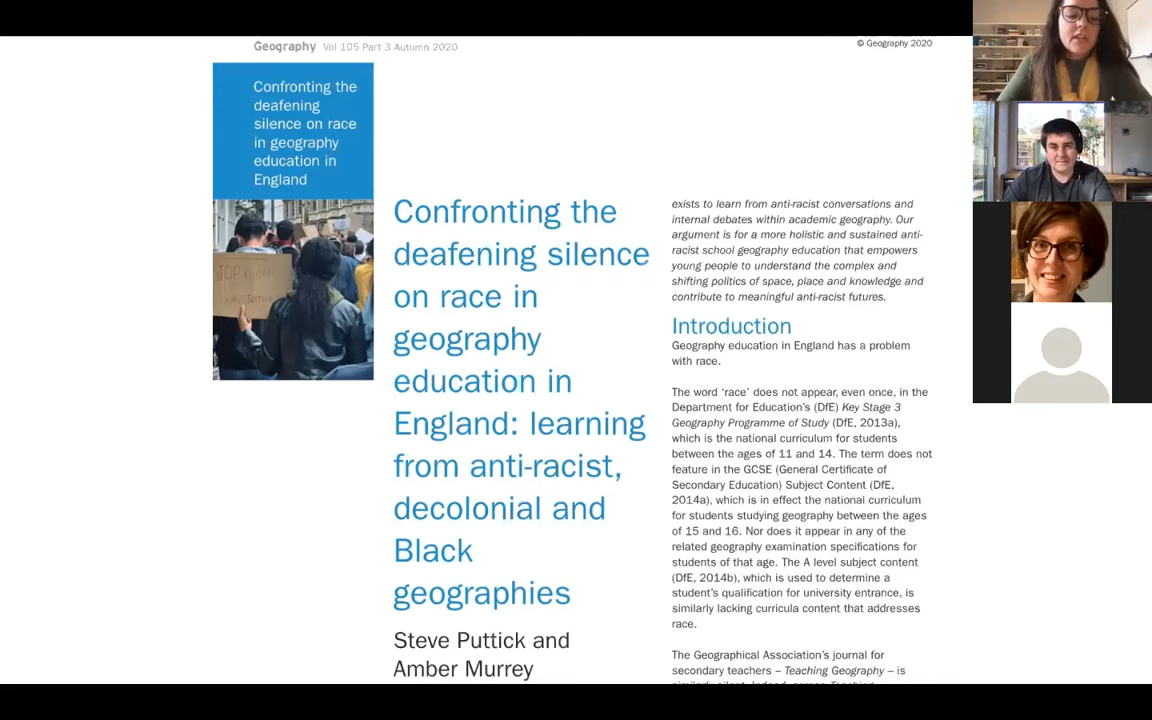 Geography Vol 105 Part 3 Autumn 2020
© Geography 2020
Confronting the
deafening
silence on race
in geography
education in
England
STOP
Confronting the
deafening silence
on race in
geography
education in
England: learning
from anti-racist,
decolonial and
Black
geographies
Steve Puttick and
Amber Murrey
exists to learn from anti-racist conversations and
internal debates within academic geography. Our
argument is for a more holistic and sustained anti-
racist school geography education that empowers
young people to understand the complex and
shifting politics of space, place and knowledge and
contribute to meaningful anti-racist futures.
Introduction
Geography education in England has a problem
with race.
The word ‘race’ does not appear, even once, in the
Department for Education’s (DfE) Key Stage 3
Geography Programme of Study (DfE, 2013a),
which is the national curriculum for students
between the ages of 11 and 14. The term does not
feature in the GCSE (General Certificate of
Secondary Education) Subject Content (DfE,
2014a), which is in effect the national curriculum
for students studying geography between the ages
of 15 and 16. Nor does it appear in any of the
related geography examination specifications for
students of that age. The A level subject content
(DfE, 2014b), which is used to determine a
student’s qualification for university entrance, is
similarly lacking curricula content that addresses
race.
The Geographical Association’s journal for
secondary teachers – Teaching Geography – is